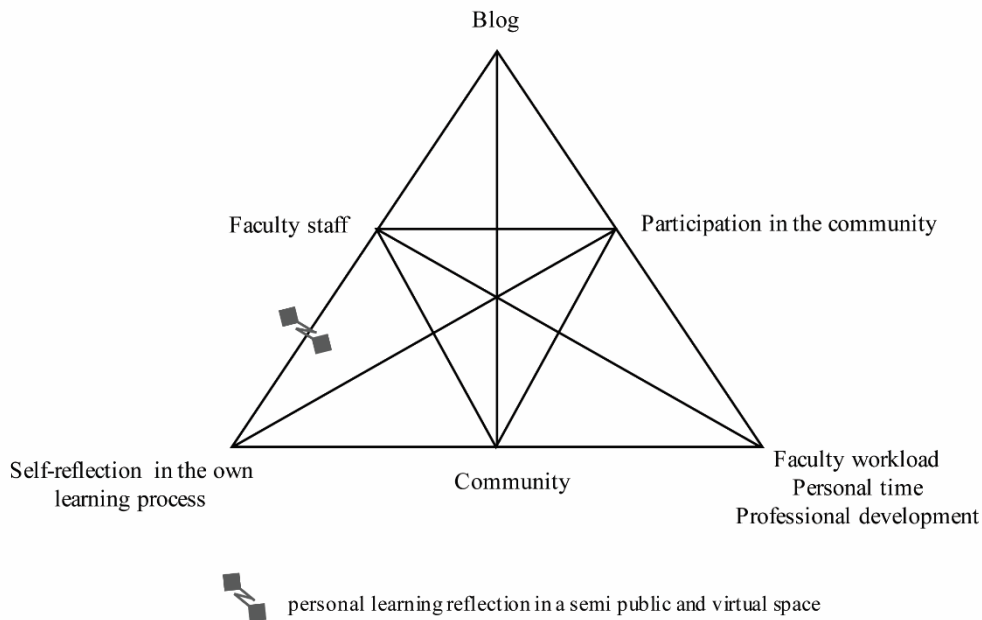 Blog
Faculty staff
Participation in the community
Self-reflection in the own
learning process
Community
Faculty workload
Personal time
Professional development
personal learning reflection in a semi public and virtual space